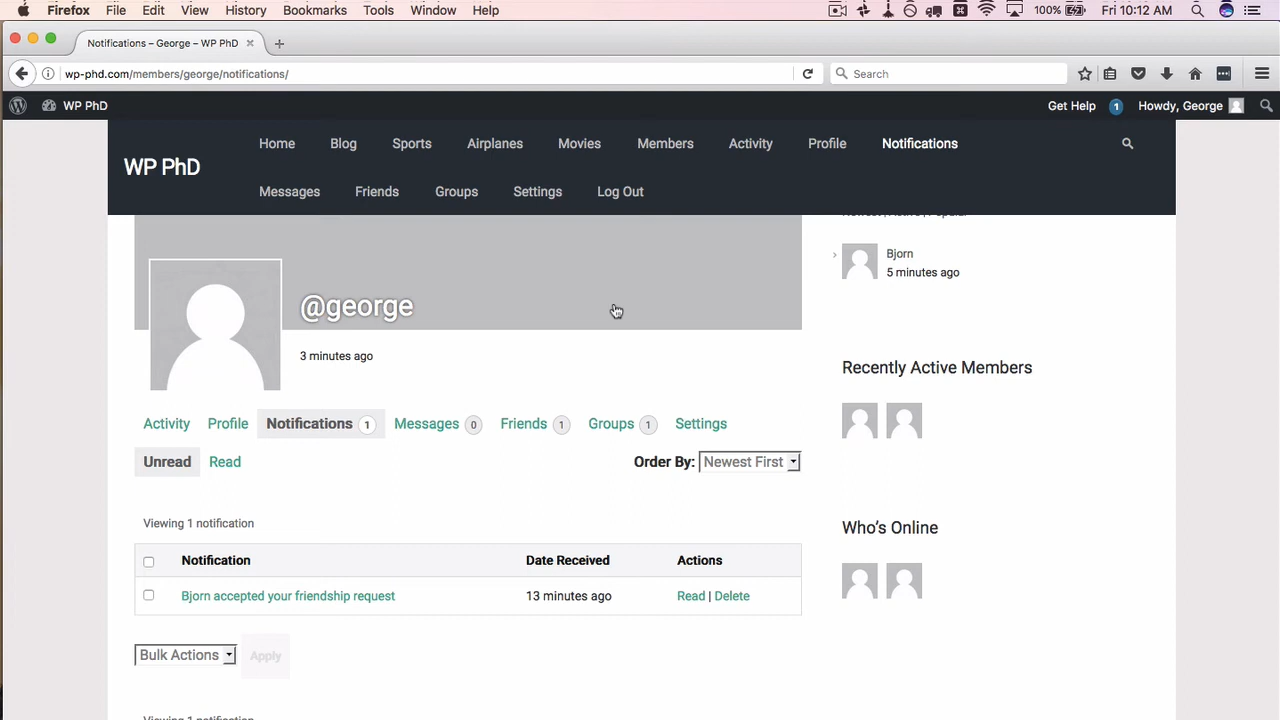 Firefox File Edit View History Bookmarks Tools Window Help 100% Fri 10:12 AM
Notifications – George – WP PhD
wp-phd.com/members/george/notifications/ Search
WP PhD Get Help 1 Howdy, George
WP PhD
Home Blog Sports Airplanes Movies Members Activity Profile Notifications
Messages Friends Groups Settings Log Out
@george
3 minutes ago
Activity Profile Notifications 1 Messages 0 Friends 1 Groups 1 Settings
Unread Read Order By: Newest First
Viewing 1 notification
Notification Date Received Actions
Bjorn accepted your friendship request 13 minutes ago Read | Delete
Bulk Actions Apply
Bjorn
5 minutes ago
Recently Active Members
Who's Online